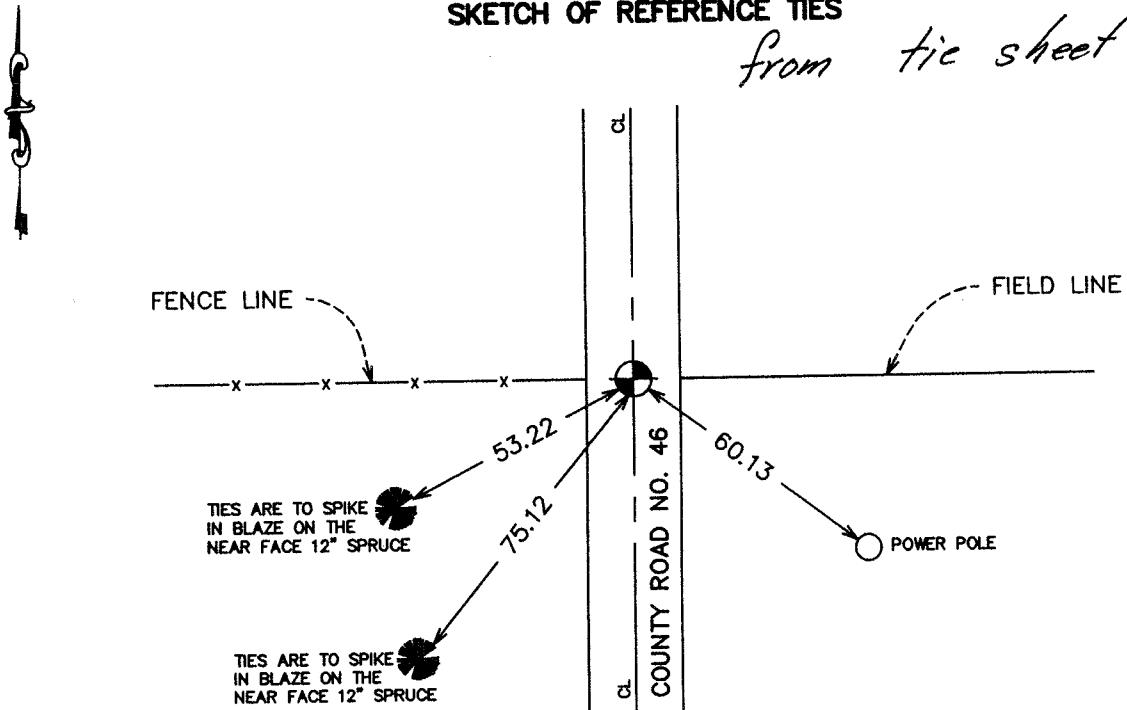 SKETCH OF REFERENCE TIES
from tie sheet
CL
FENCE LINE
FIELD LINE
x x x x
53.22
60.13
75.12
COUNTY ROAD NO. 46
TIES ARE TO SPIKE
IN BLAZE ON THE
NEAR FACE 12" SPRUCE
POWER POLE
TIES ARE TO SPIKE
IN BLAZE ON THE
NEAR FACE 12" SPRUCE
CL